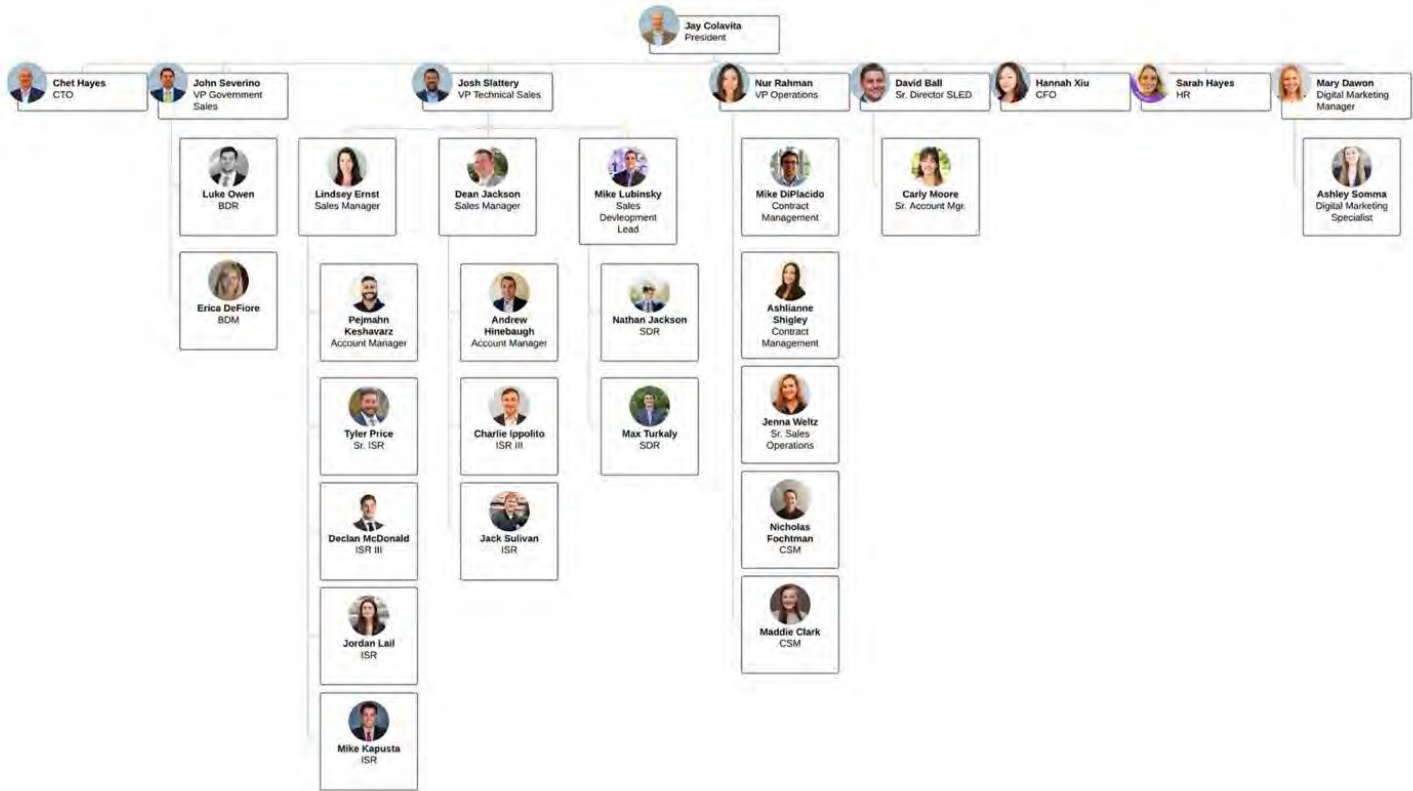 Jay Colavita
President
Chet Hayes
CTO
John Severino
VP Government
Sales
Josh Slattery
VP Technical Sales
Nur Rahman
VP Operations
David Ball
Sr. Director SLED
Hannah Xiu
CFO
Sarah Hayes
HR
Mary Dawon
Digital Marketing
Manager
Luke Owen
BDR
Erica DeFiore
BDM
Lindsey Ernst
Sales Manager
Pejmahn
Keshavarz
Account Manager
Tyler Price
Sr. ISR
Declan McDonald
ISR III
Jordan Lail
ISR
Mike Kapusta
ISR
Dean Jackson
Sales Manager
Andrew
Hinebaugh
Account Manager
Charlie Ippolito
ISR III
Jack Sulivan
ISR
Mike Lubinsky
Sales
Devleopment
Lead
Nathan Jackson
SDR
Max Turkaly
SDR
Mike DiPlacido
Contract
Management
Ashlianne
Shigley
Contract
Management
Jenna Weltz
Sr. Sales
Operations
Nicholas
Fochtman
CSM
Maddie Clark
CSM
Carly Moore
Sr. Account Mgr.
Ashley Somma
Digital Marketing
Specialist